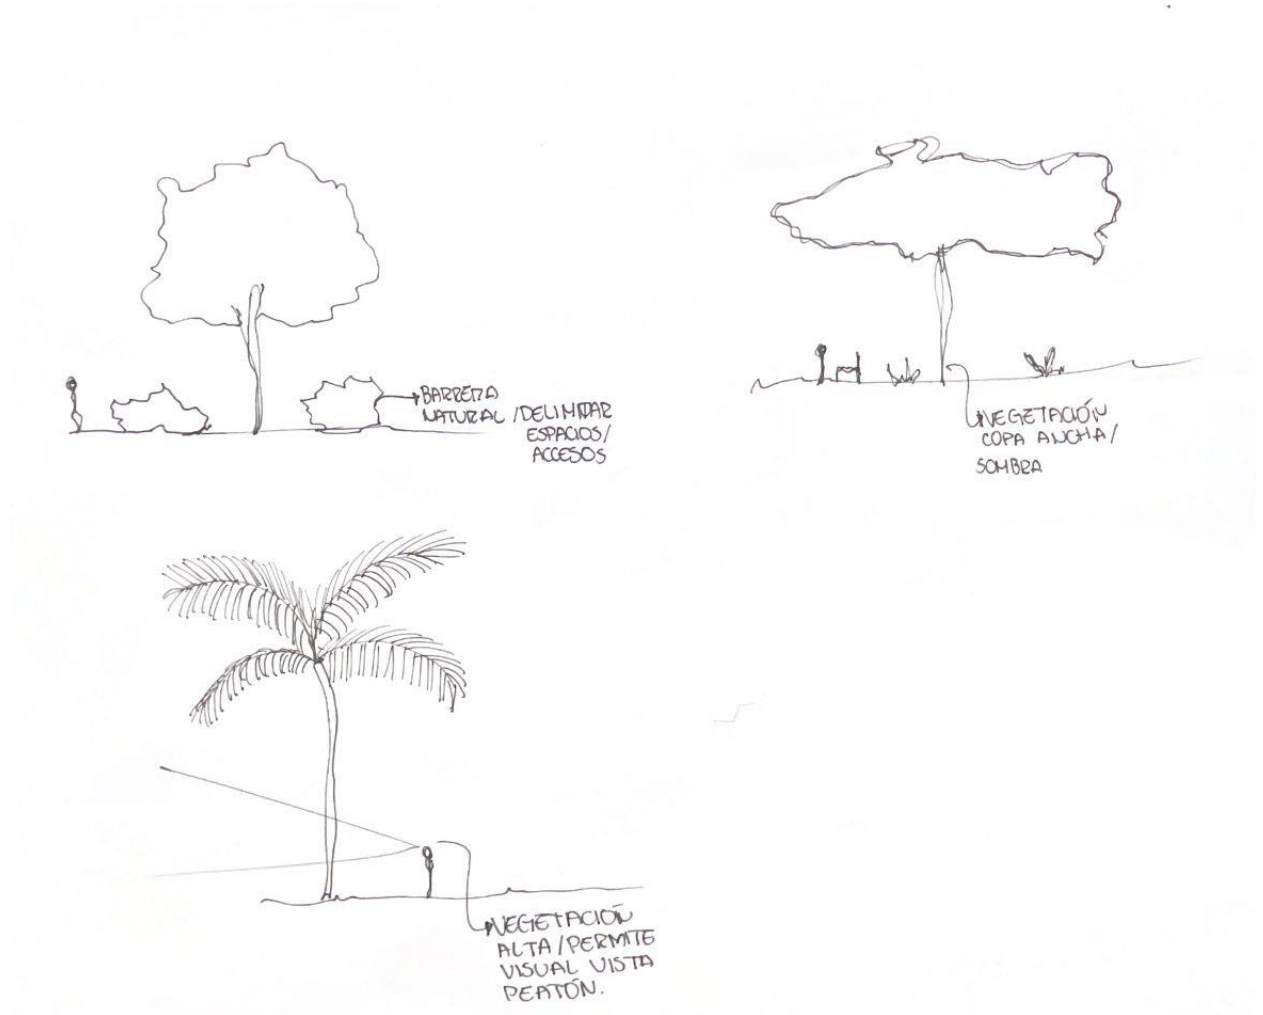 BARRERA
NATURAL / DELIMITAR
ESPACIOS/
ACCESOS
VEGETACIÓN
COPA ANCHA/
SOMBRA
VEGETACIÓN
ALTA/PERMITE
VISUAL VISTA
PEATÓN.